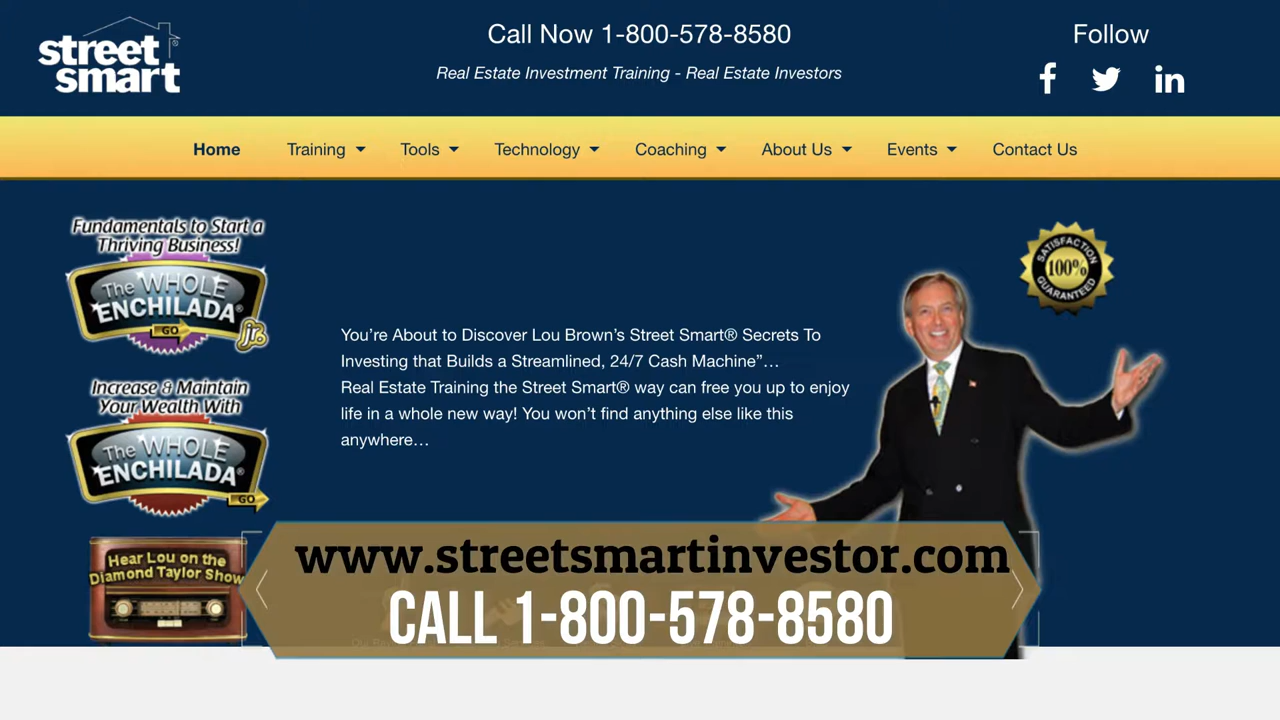 street
smart
Call Now 1-800-578-8580
Real Estate Investment Training - Real Estate Investors
Follow
Home
Training
Tools
Technology
Coaching
About Us
Events
Contact Us
Fundamentals to Start a
Thriving Business!
The WHOLE
ENCHILADA®
GO
jr.
Increase & Maintain
Your Wealth With
The WHOLE
ENCHILADA®
GO
Hear Lou on the
Diamond Taylor Show
You're About to Discover Lou Brown's Street Smart® Secrets To
Investing that Builds a Streamlined, 24/7 Cash Machine"…
Real Estate Training the Street Smart® way can free you up to enjoy
life in a whole new way! You won't find anything else like this
anywhere…
SATISFACTION
100%
GUARANTEED
www.streetsmartinvestor.com
CALL 1-800-578-8580